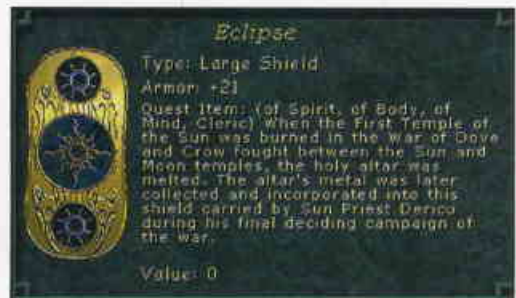 Eclipse
Type: Large Shield
Armor: +21
Quest Item: (of Spirit, of Body, of
Mind, Cleric) When the First Temple of
the Sun was burned in the War of Dove
and Crow fought between the Sun and
Moon temples, the holy altar was
melted. The altar's metal was later
collected and incorporated into this
shield carried by Sun Priest Derico
during his final deciding campaign of
the war.
Value: 0